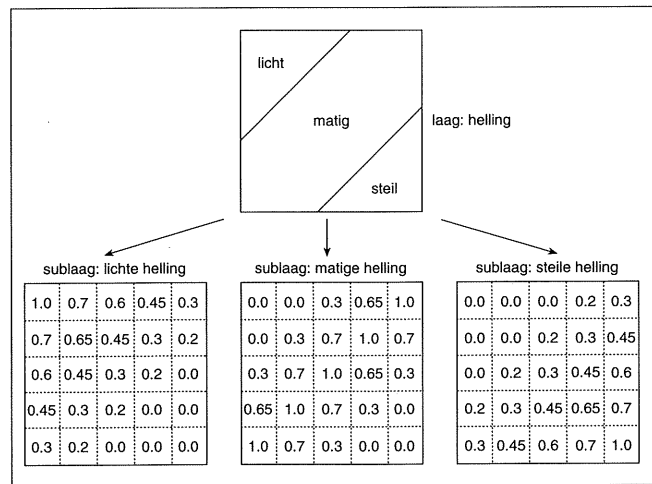 licht
matig
laag: helling
steil
sublaag: lichte helling
1.0 0.7 0.6 0.45 0.3
0.7 0.65 0.45 0.3 0.2
0.6 0.45 0.3 0.2 0.0
0.45 0.3 0.2 0.0 0.0
0.3 0.2 0.0 0.0 0.0
sublaag: matige helling
0.0 0.0 0.3 0.65 1.0
0.0 0.3 0.7 1.0 0.7
0.3 0.7 1.0 0.65 0.3
0.65 1.0 0.7 0.3 0.0
1.0 0.7 0.3 0.0 0.0
sublaag: steile helling
0.0 0.0 0.0 0.2 0.3
0.0 0.0 0.2 0.3 0.45
0.0 0.2 0.3 0.45 0.6
0.2 0.3 0.45 0.65 0.7
0.3 0.45 0.6 0.7 1.0